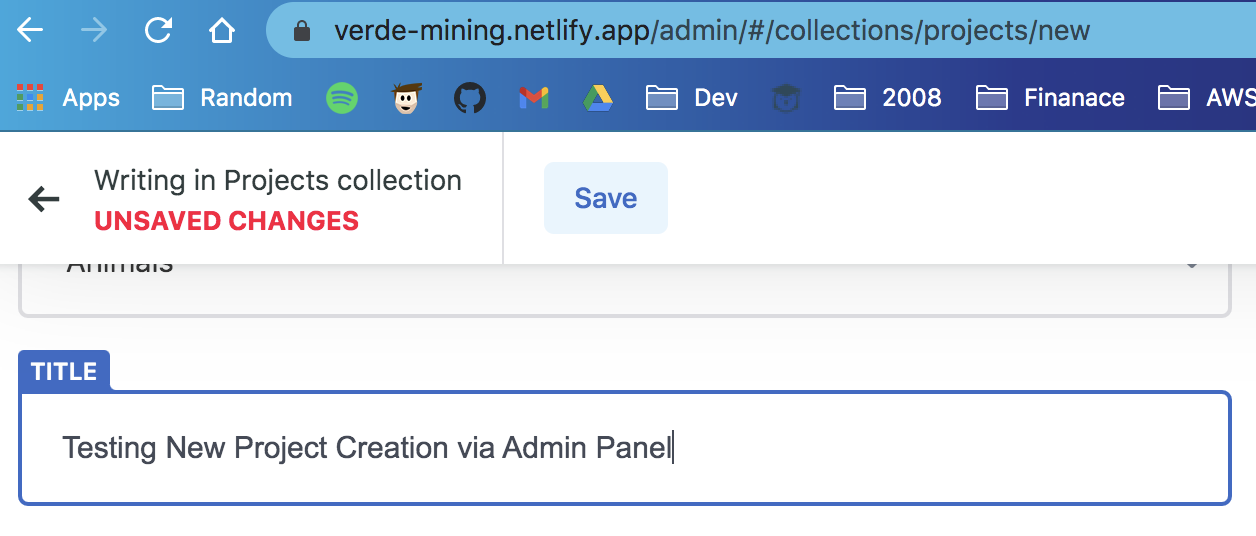 verde-mining.netlify.app/admin/#/collections/projects/new
Apps Random Dev 2008 Finanace AWS
Writing in Projects collection
UNSAVED CHANGES
Save
Animals
TITLE
Testing New Project Creation via Admin Panel